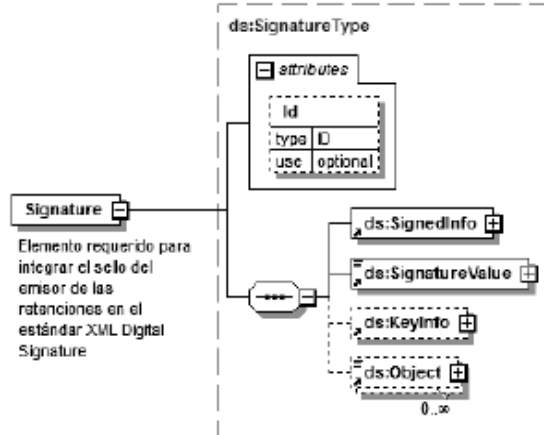 ds:SignatureType
attributes
Id
type ID
use optional
Signature
Elemento requerido para
integrar el sello del
emisor de las
retenciones en el
estándar XML Digital
Signature
ds:SignedInfo
ds:SignatureValue
ds:KeyInfo
ds:Object
0..∞